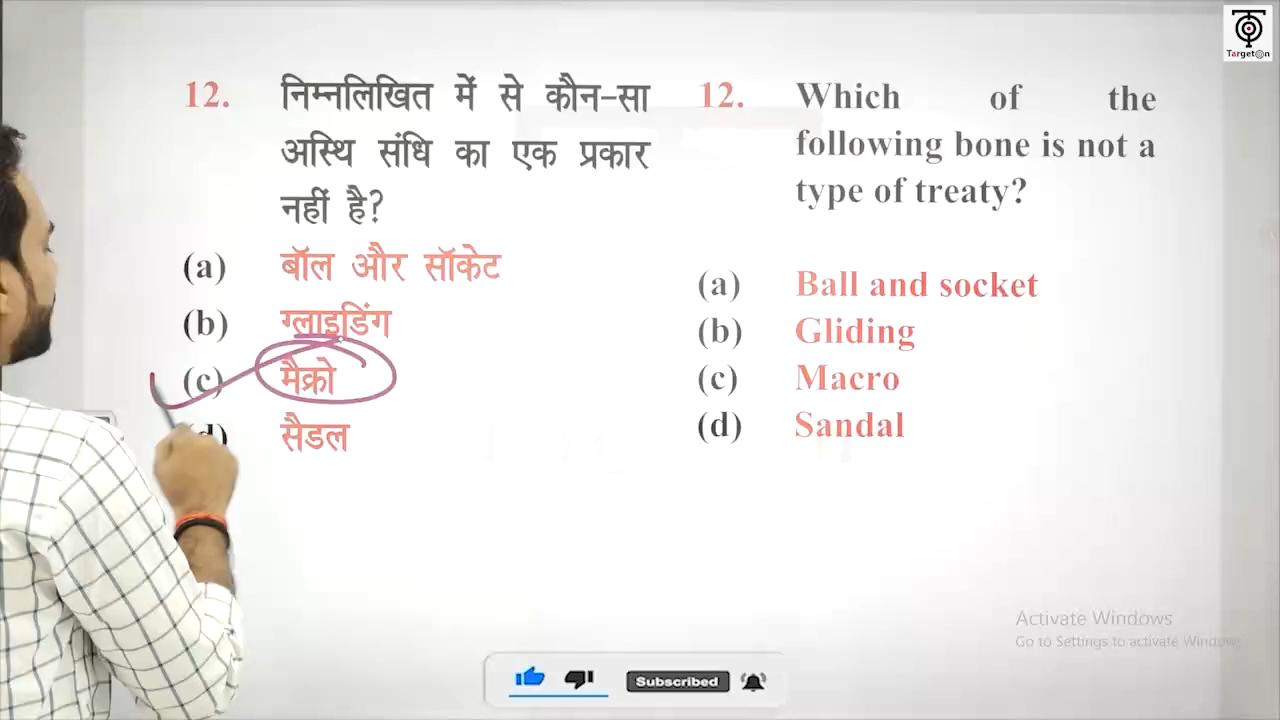 TargetOn
12. निम्नलिखित में से कौन-सा
अस्थि संधि का एक प्रकार
नहीं है?
(a) बॉल और सॉकेट
(b) ग्लाइडिंग
(c) मैक्रो
(d) सैडल
12. Which of the
following bone is not a
type of treaty?
(a) Ball and socket
(b) Gliding
(c) Macro
(d) Sandal
Activate Windows
Go to Settings to activate Windows
Subscribed